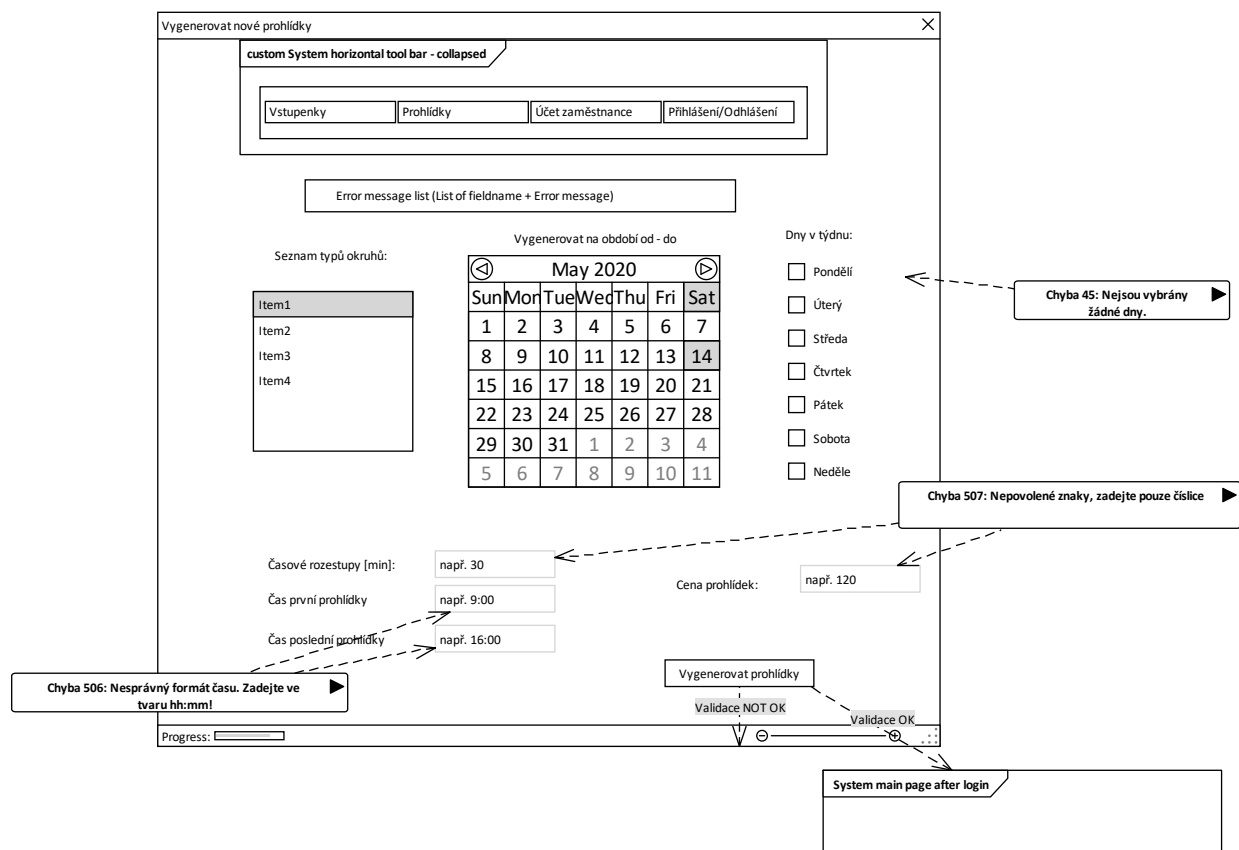 Vygenerovat nové prohlídky
custom System horizontal tool bar - collapsed
Vstupenky Prohlídky Účet zaměstnance Přihlášení/Odhlášení
Error message list (List of fieldname + Error message)
Seznam typů okruhů:
Item1
Item2
Item3
Item4
Vygenerovat na období od - do
May 2020
Sun Mon Tue Wed Thu Fri Sat
1 2 3 4 5 6 7
8 9 10 11 12 13 14
15 16 17 18 19 20 21
22 23 24 25 26 27 28
29 30 31 1 2 3 4
5 6 7 8 9 10 11
Dny v týdnu:
Pondělí
Úterý
Středa
Čtvrtek
Pátek
Sobota
Neděle
Chyba 45: Nejsou vybrány
žádné dny.
Chyba 507: Nepovolené znaky, zadejte pouze číslice
Časové rozestupy [min]: např. 30
Čas první prohlídky např. 9:00
Čas poslední prohlídky např. 16:00
Cena prohlídek: např. 120
Chyba 506: Nesprávný formát času. Zadejte ve
tvaru hh:mm!
Vygenerovat prohlídky
Validace NOT OK
Validace OK
Progress:
System main page after login